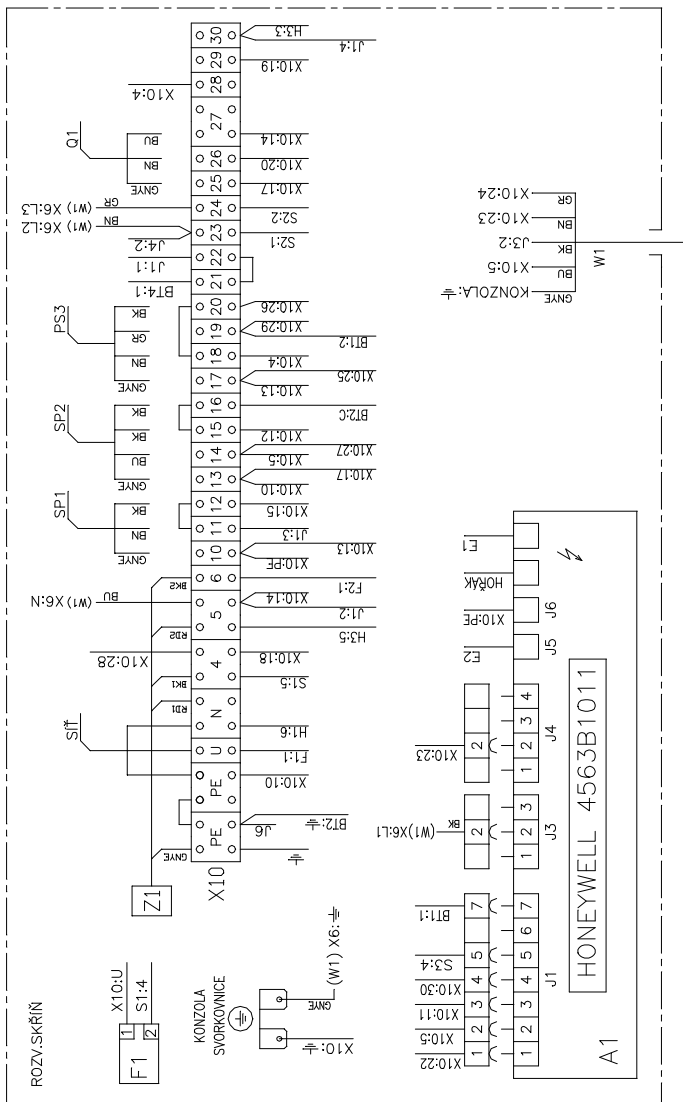 ROZV.SKŘÍŇ
F1
1
2
X10:U
S1:4
KONZOLA
SVORKOVNICE
X10:
GNYE
(W1) X6:
Z1
GNYE
RD1
BK1
RD2
BK2
SÍŤ
X10:28
BU
(W1) X6:N
SP1
GNYE
BN
BK
SP2
GNYE
BU
BK
BK
PS3
GNYE
BN
GR
BK
BT4:1
J1:1
J4:2
BN
(W1) X6:L2
GR
(W1) X6:L3
Q1
GNYE
BN
BU
X10:4
X10
PE
PE
U
N
4
5
6
10
11
12
13
14
15
16
17
18
19
20
21
22
23
24
25
26
27
28
29
30
J6
BT2:
X10:10
F1:1
H1:6
S1:5
X10:18
H3:5
J1:2
X10:14
F2:1
X10:PE
X10:13
J1:3
X10:15
X10:10
X10:17
X10:5
X10:27
X10:12
BT2:C
X10:13
X10:25
X10:4
X10:29
BT1:2
X10:26
S2:1
S2:2
X10:17
X10:20
X10:14
X10:19
H3:3
J1:4
X10:22
X10:5
X10:11
X10:30
S3:4
BT1:1
1
2
3
4
5
7
1
2
3
4
5
6
7
J1
(W1)X6:L1
BK
2
1
2
3
J3
X10:23
2
1
2
3
4
J4
E2
X10:PE
HOŘÁK
E1
J5
J6
HONEYWELL 4563B1011
A1
KONZOLA:
GNYE
X10:5
BU
J3:2
BK
X10:23
BN
X10:24
GR
W1